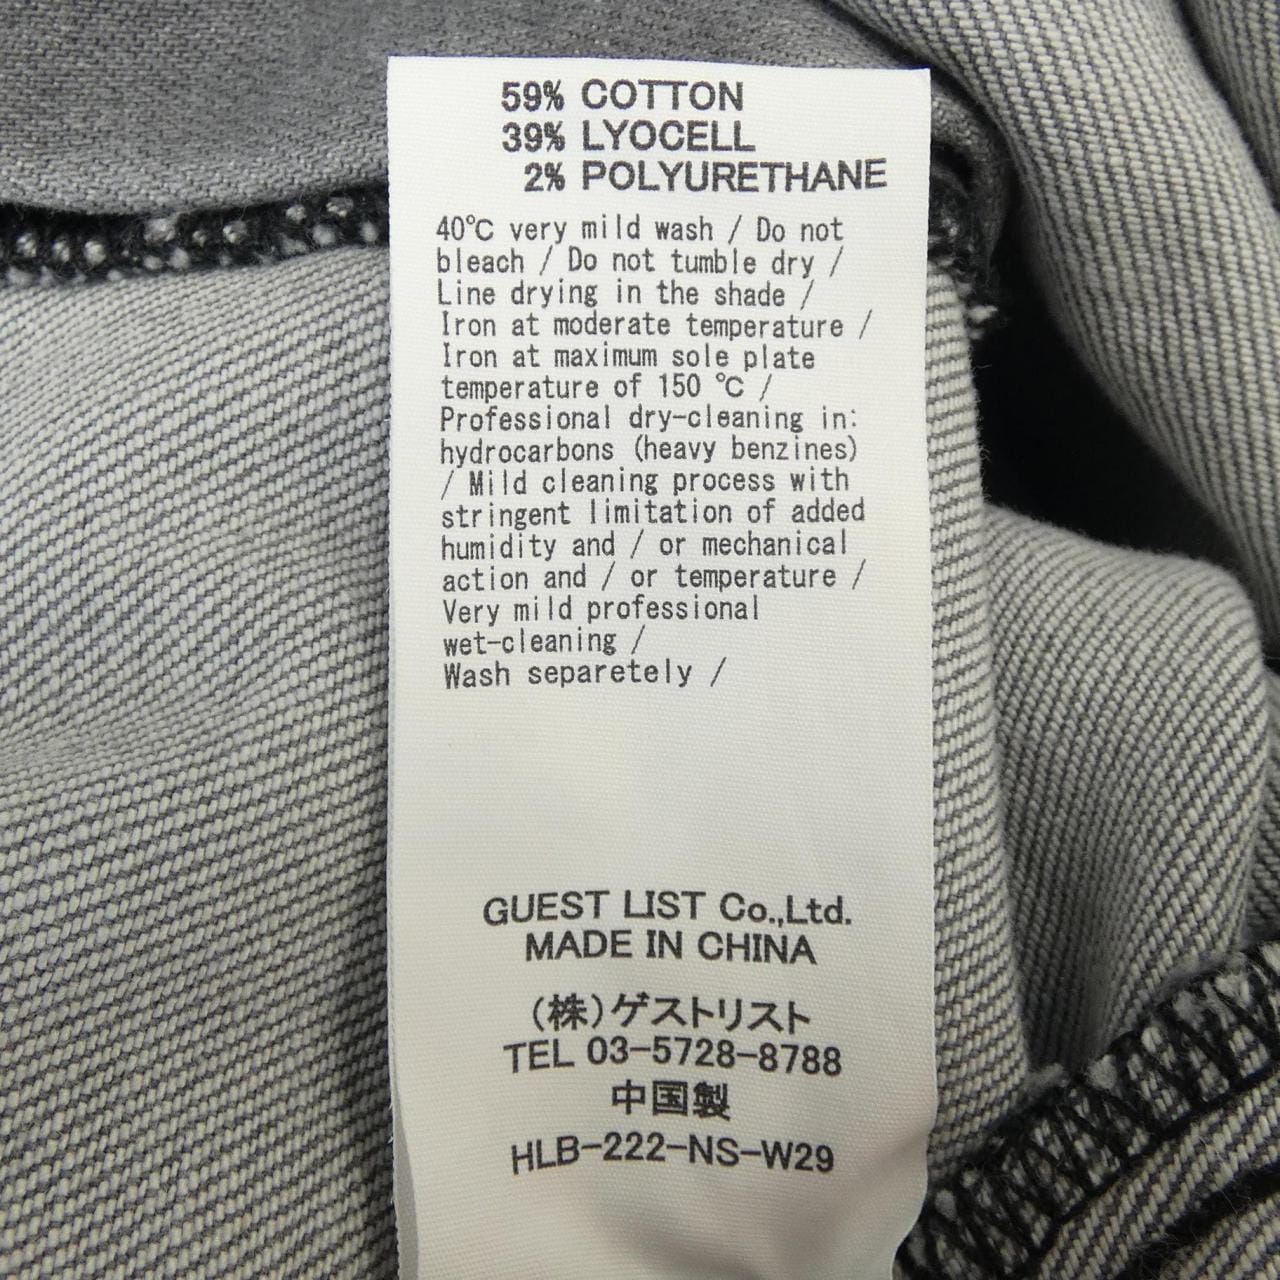 59% COTTON
39% LYOCELL
2% POLYURETHANE
40℃ very mild wash / Do not
bleach / Do not tumble dry /
Line drying in the shade /
Iron at moderate temperature /
Iron at maximum sole plate
temperature of 150 ℃ /
Professional dry-cleaning in:
hydrocarbons (heavy benzines)
/ Mild cleaning process with
stringent limitation of added
humidity and / or mechanical
action and / or temperature /
Very mild professional
wet-cleaning /
Wash separetely /
GUEST LIST Co.,Ltd.
MADE IN CHINA
(株)ゲストリスト
TEL 03-5728-8788
中国製
HLB-222-NS-W29